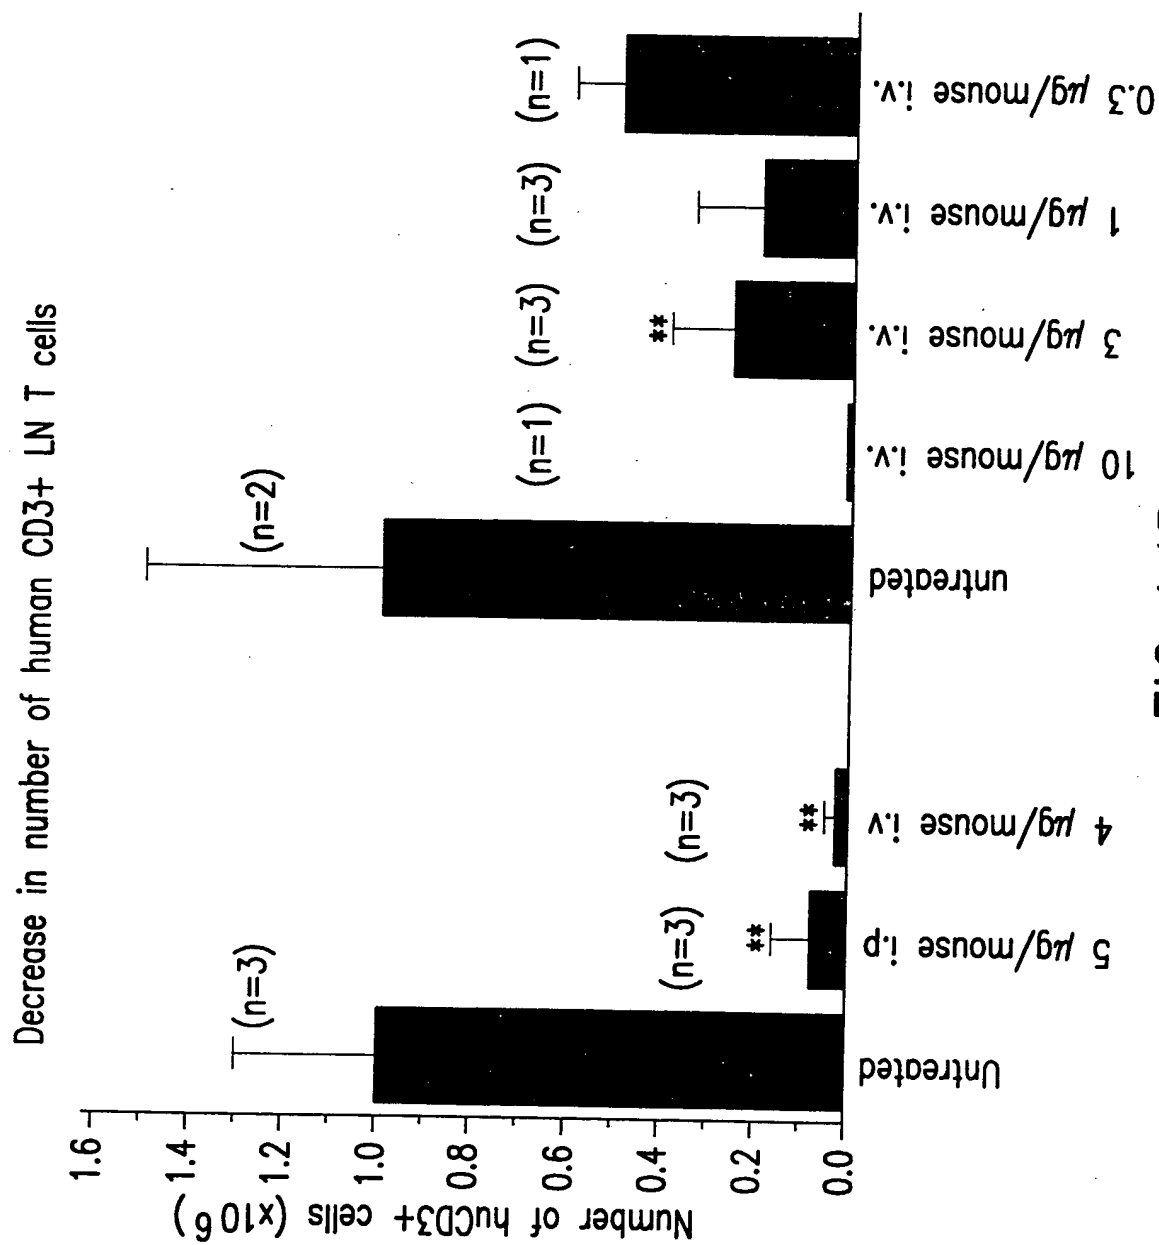 Decrease in number of human CD3+ LN T cells
Number of huCD3+ cells (x10⁶)
1.6
1.4
1.2
1.0
0.8
0.6
0.4
0.2
0.0
(n=3)
(n=3)
**
(n=3)
**
(n=2)
(n=1)
(n=3)
**
(n=3)
(n=1)
Untreated
5 µg/mouse i.p
4 µg/mouse i.v
untreated
10 µg/mouse i.v.
3 µg/mouse i.v.
1 µg/mouse i.v.
0.3 µg/mouse i.v.